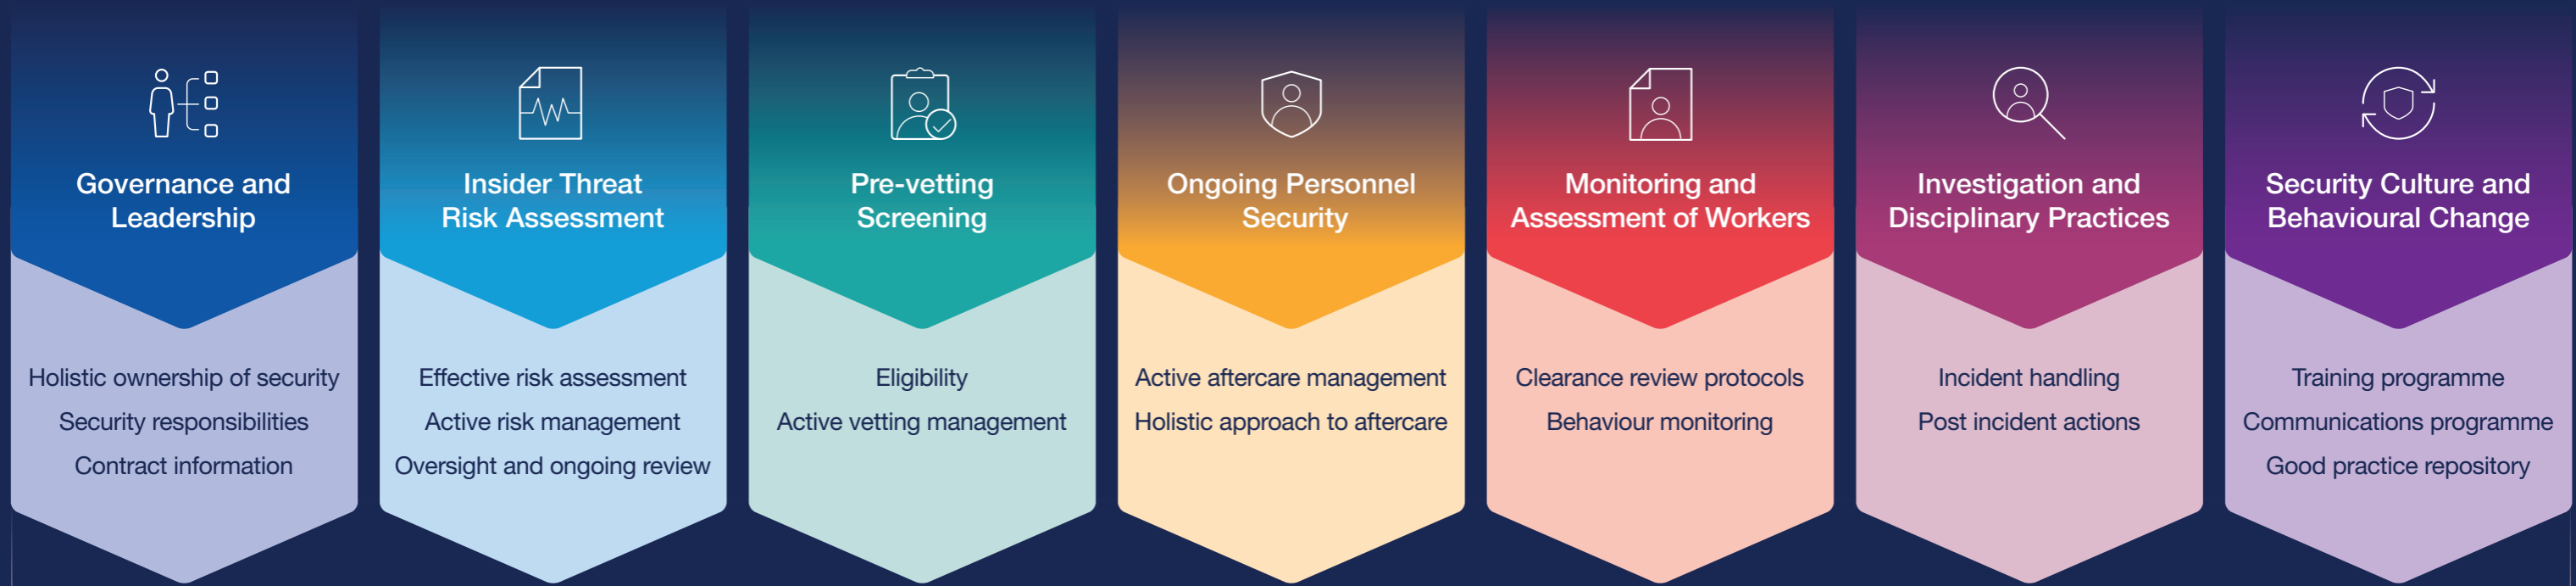 Governance and
Leadership
Holistic ownership of security
Security responsibilities
Contract information
Insider Threat
Risk Assessment
Effective risk assessment
Active risk management
Oversight and ongoing review
Pre-vetting
Screening
Eligibility
Active vetting management
Ongoing Personnel
Security
Active aftercare management
Holistic approach to aftercare
Monitoring and
Assessment of Workers
Clearance review protocols
Behaviour monitoring
Investigation and
Disciplinary Practices
Incident handling
Post incident actions
Security Culture and
Behavioural Change
Training programme
Communications programme
Good practice repository